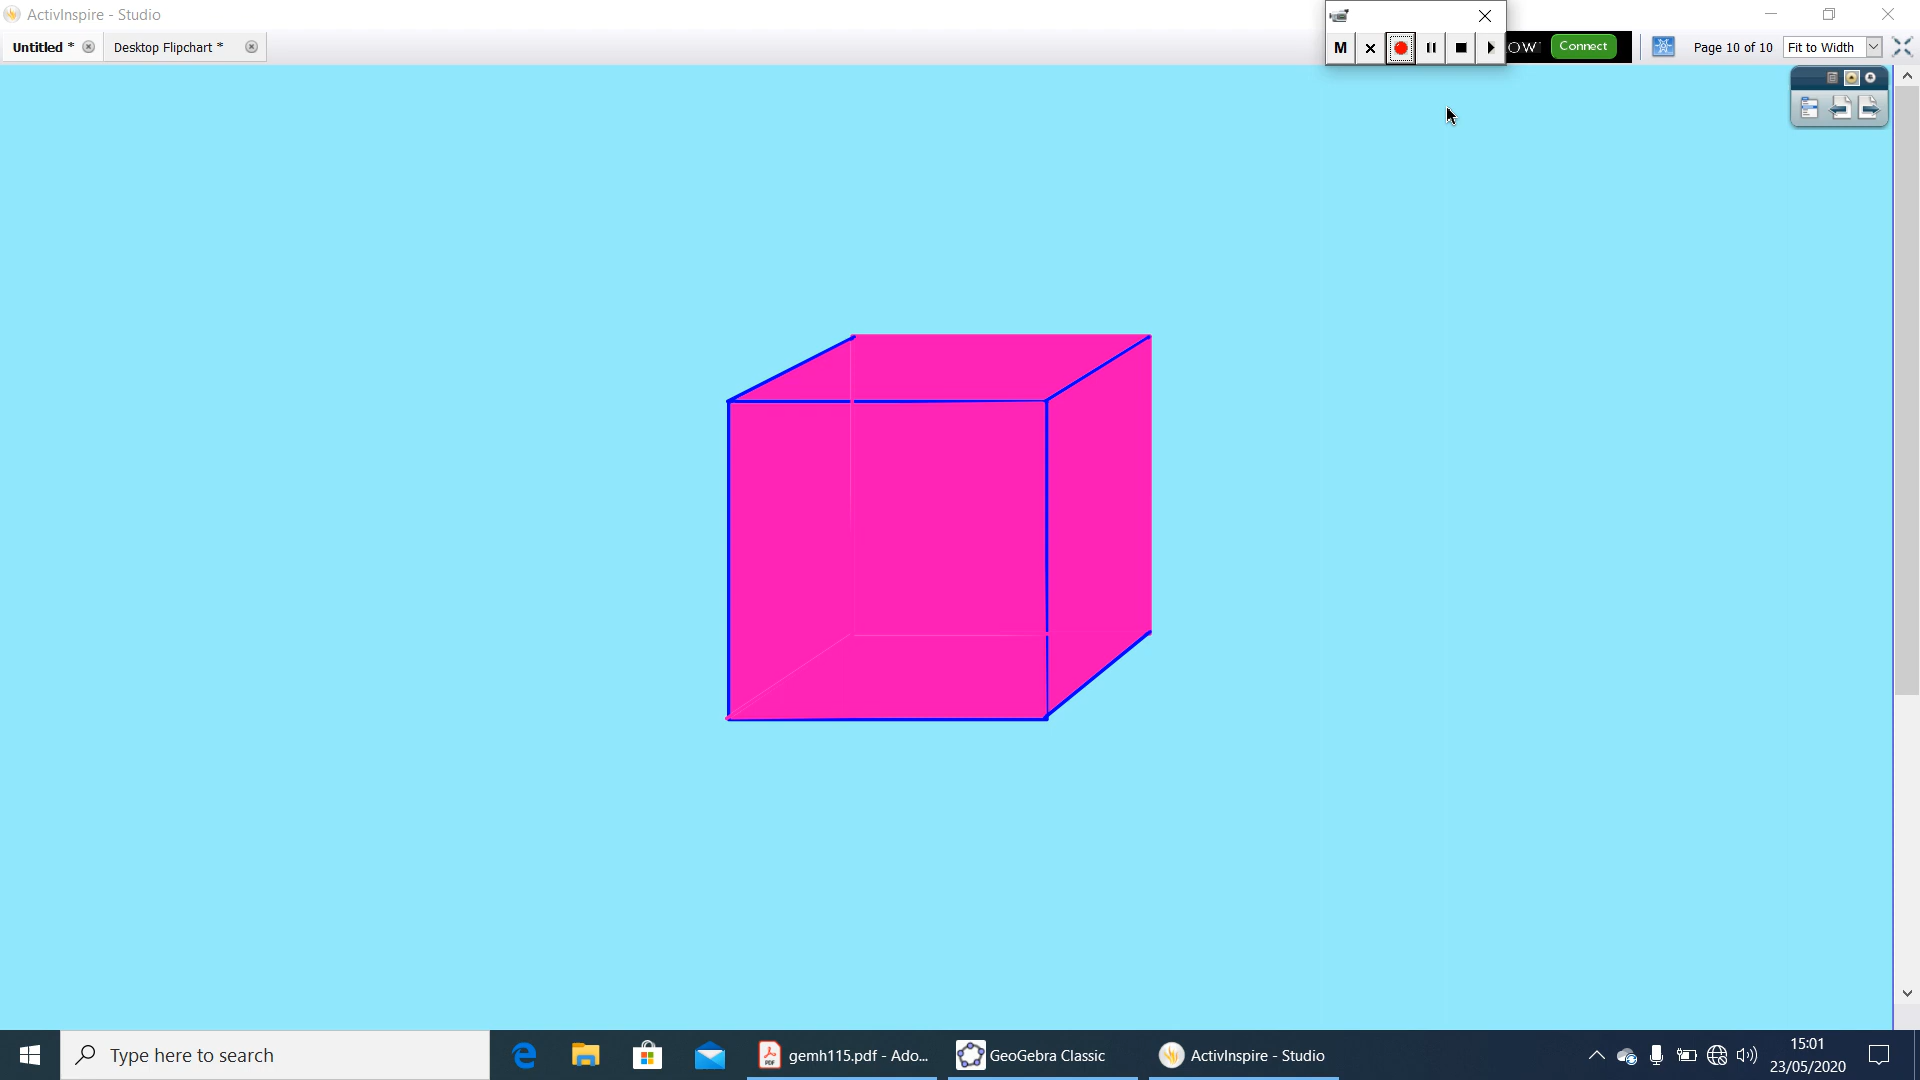 ActivInspire - Studio
Untitled *
Desktop Flipchart *
M
Connect
Page 10 of 10
Fit to Width
Type here to search
gemh115.pdf - Ado...
GeoGebra Classic
ActivInspire - Studio
15:01
23/05/2020